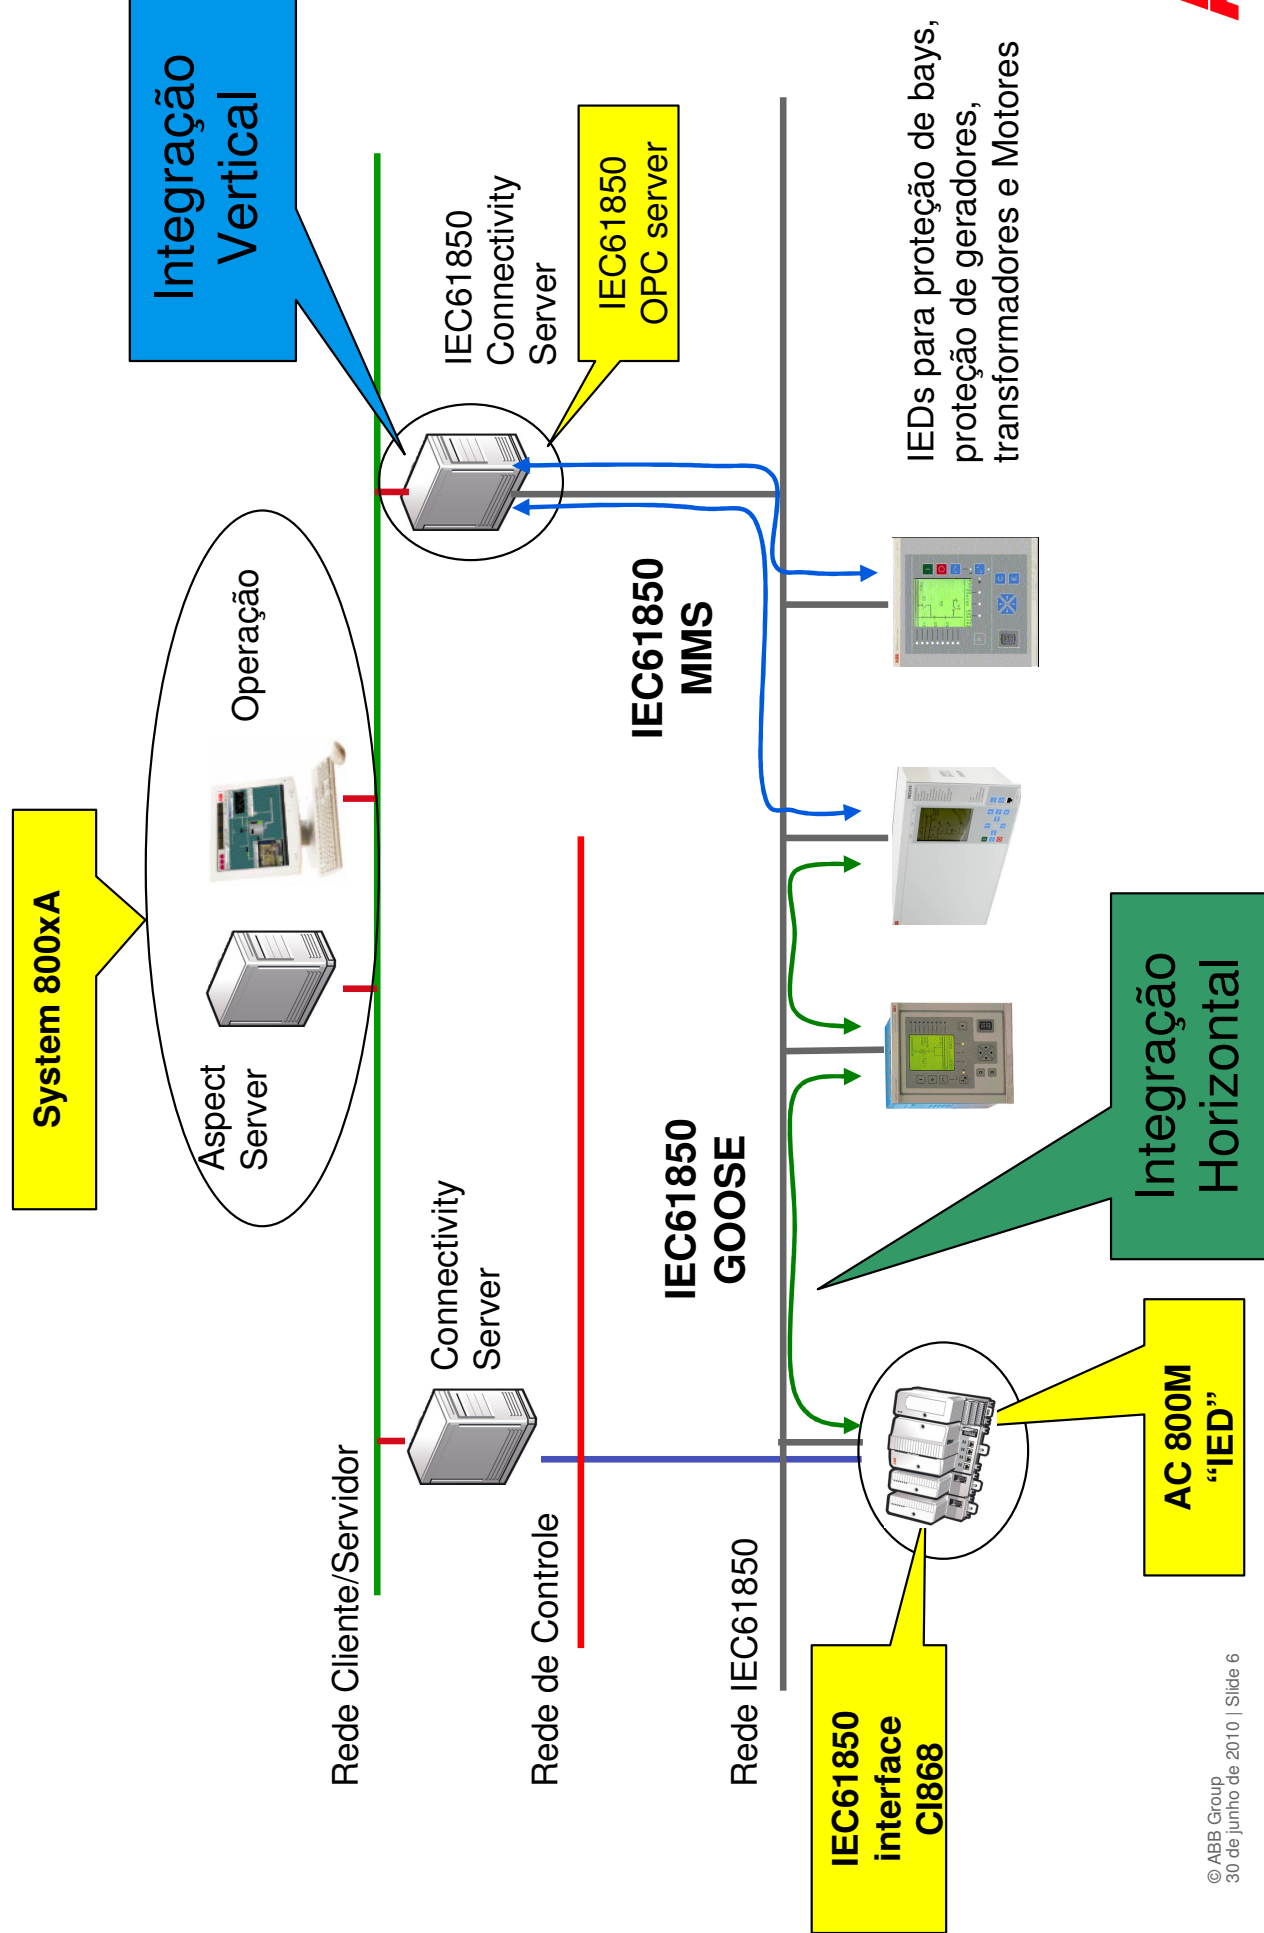 System 800xA
Integração
Vertical
Aspect
Server
Operação
Rede Cliente/Servidor
Connectivity
Server
IEC61850
Connectivity
Server
Rede de Controle
IEC61850
OPC server
IEC61850
GOOSE
IEC61850
MMS
Rede IEC61850
IEC61850
interface
CI868
AC 800M
“IED”
Integração
Horizontal
IEDs para proteção de bays,
proteção de geradores,
transformadores e Motores
© ABB Group
30 de junho de 2010 | Slide 6